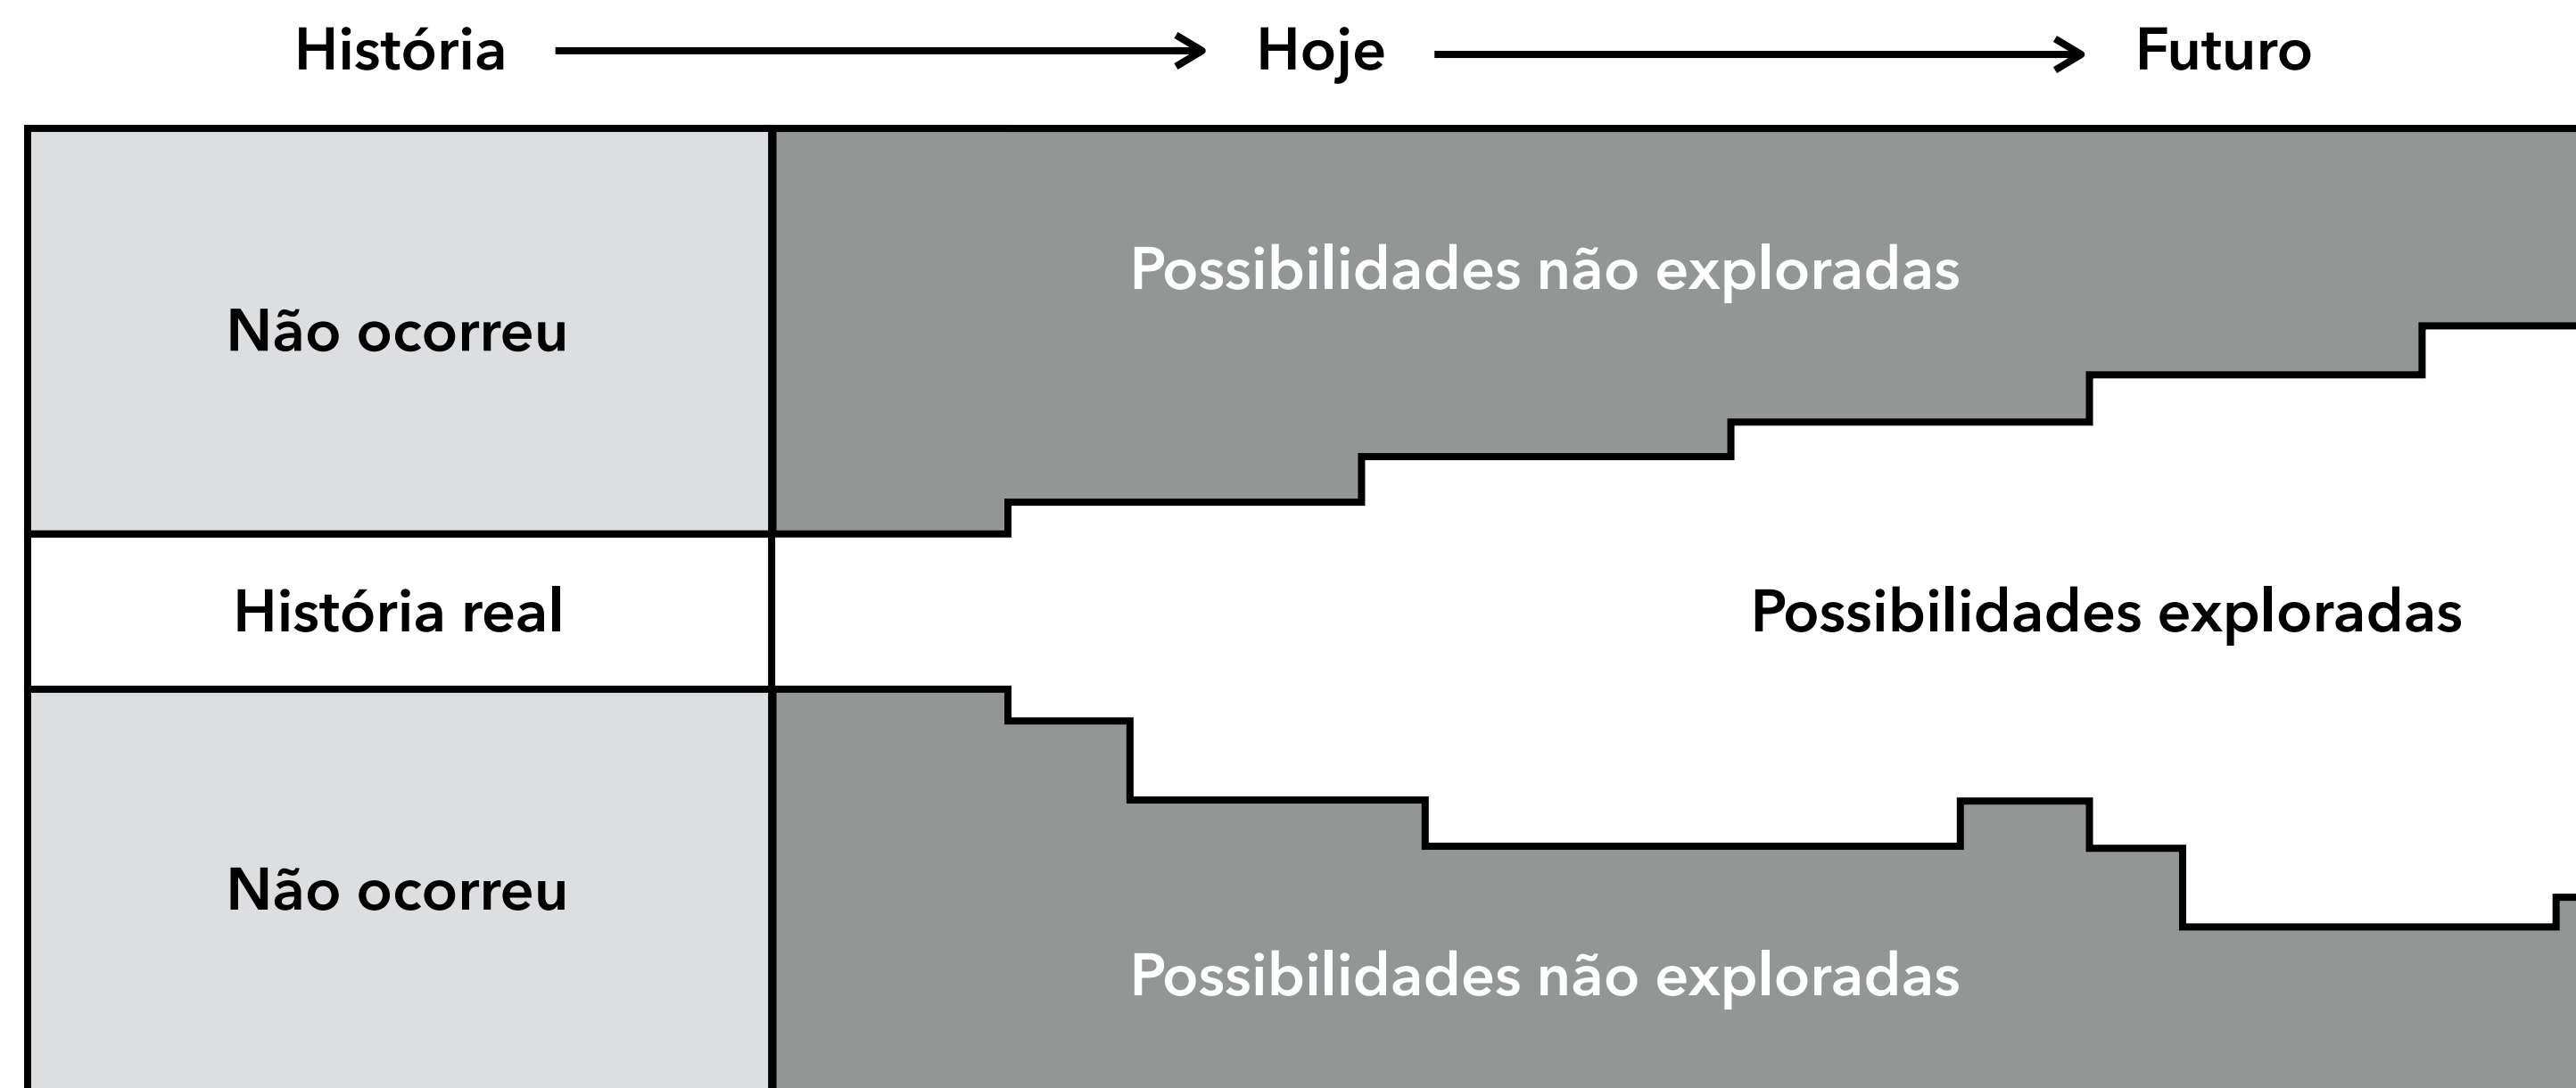 História
Hoje
Futuro
Possibilidades não exploradas
Não ocorreu
História real
Possibilidades exploradas
Não ocorreu
Possibilidades não exploradas